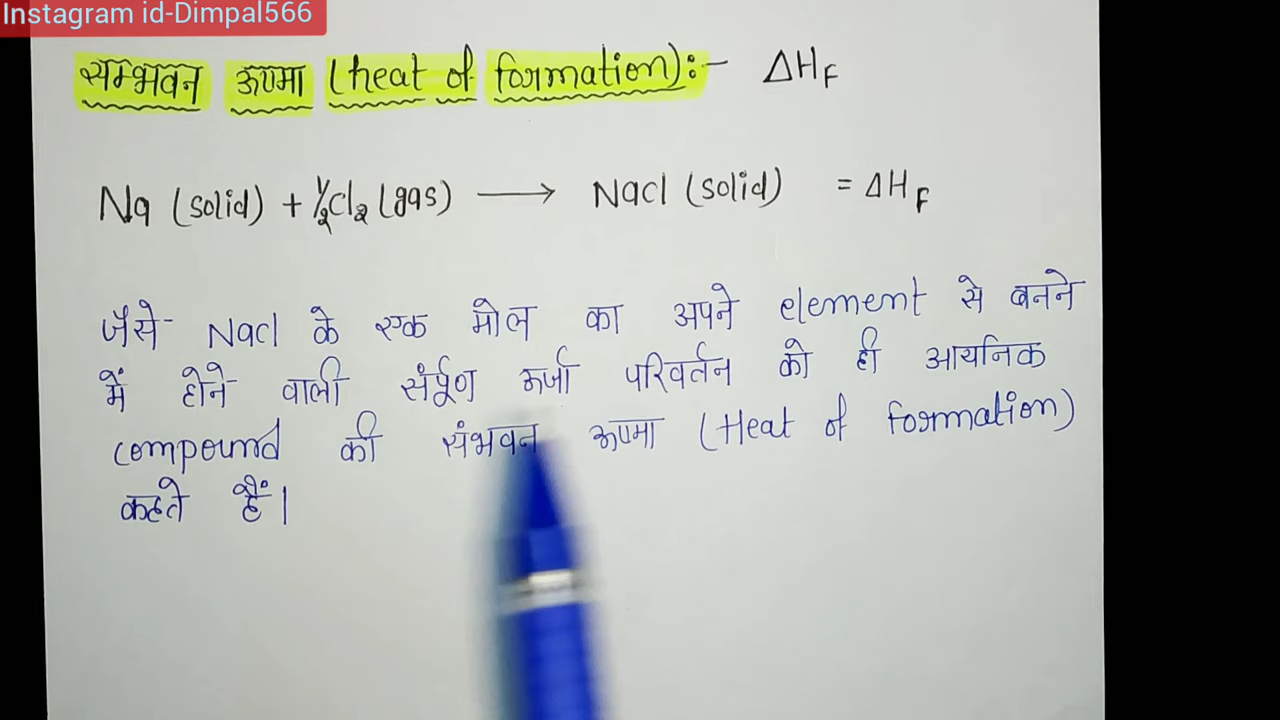 Instagram id-Dimpal566
सम्भवन ऊष्मा (heat of formation):- ΔHF
Na (solid) + 1/2Cl2 (gas) ⟶ Nacl (solid) = ΔHF
जैसे- Nacl के एक मोल का अपने element से बनने
में होने वाली संर्पूण ऊर्जा परिवर्तन को ही आयनिक
compound की संभवन ऊष्मा (Heat of formation)
कहते हैं।